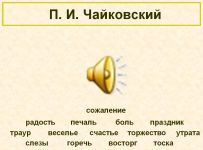 П. И. Чайковский
сожаление
радость печаль боль праздник
траур веселье счастье торжество утрата
слезы горечь восторг тоска